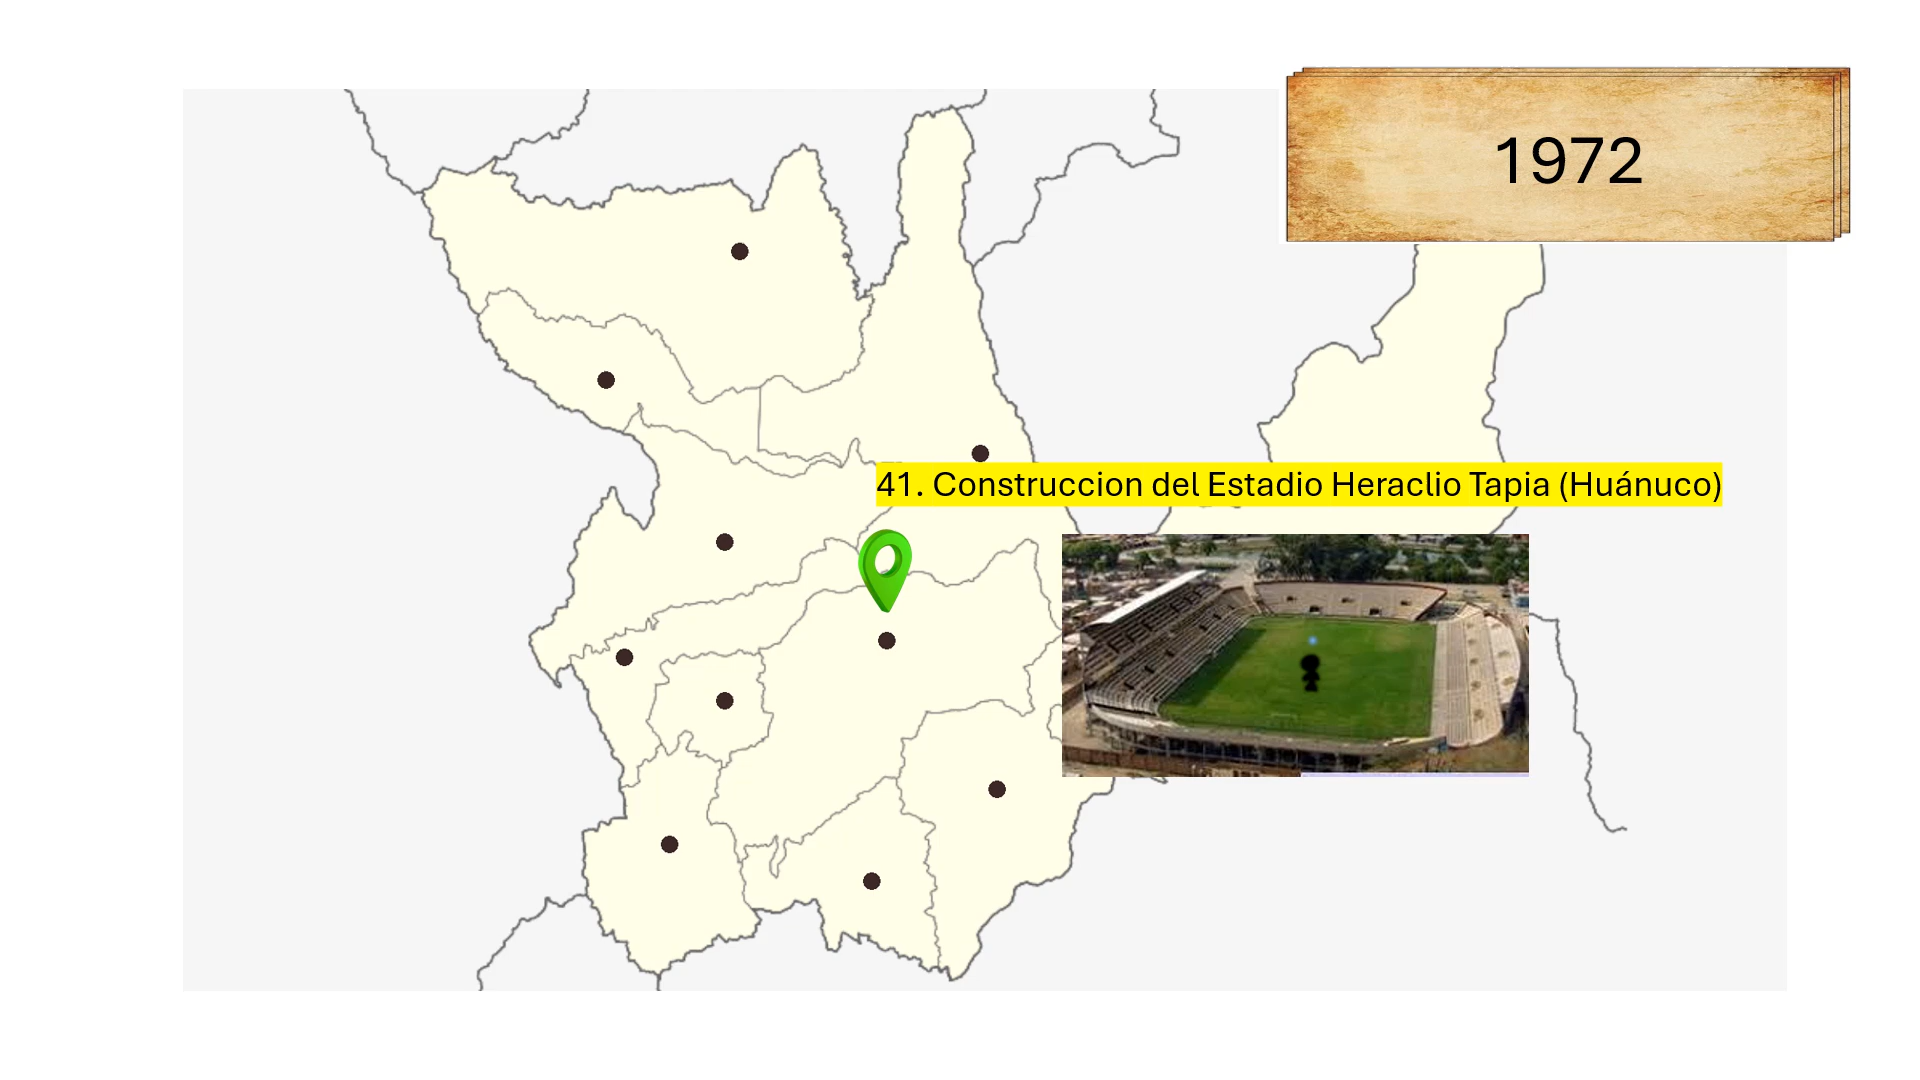 1972
41. Construccion del Estadio Heraclio Tapia (Huánuco)